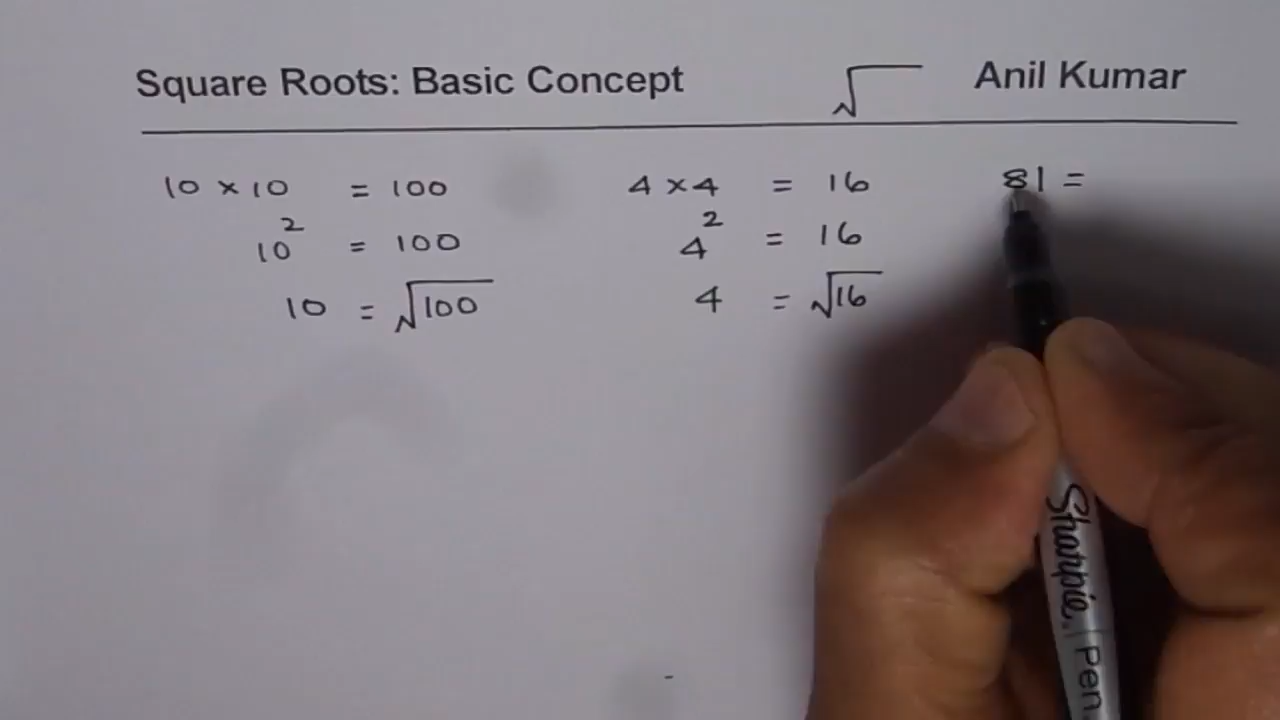 Square Roots: Basic Concept √ Anil Kumar
10 × 10 = 100
10² = 100
10 = √100
4 × 4 = 16
4² = 16
4 = √16
81 =
Sharpie. Pen